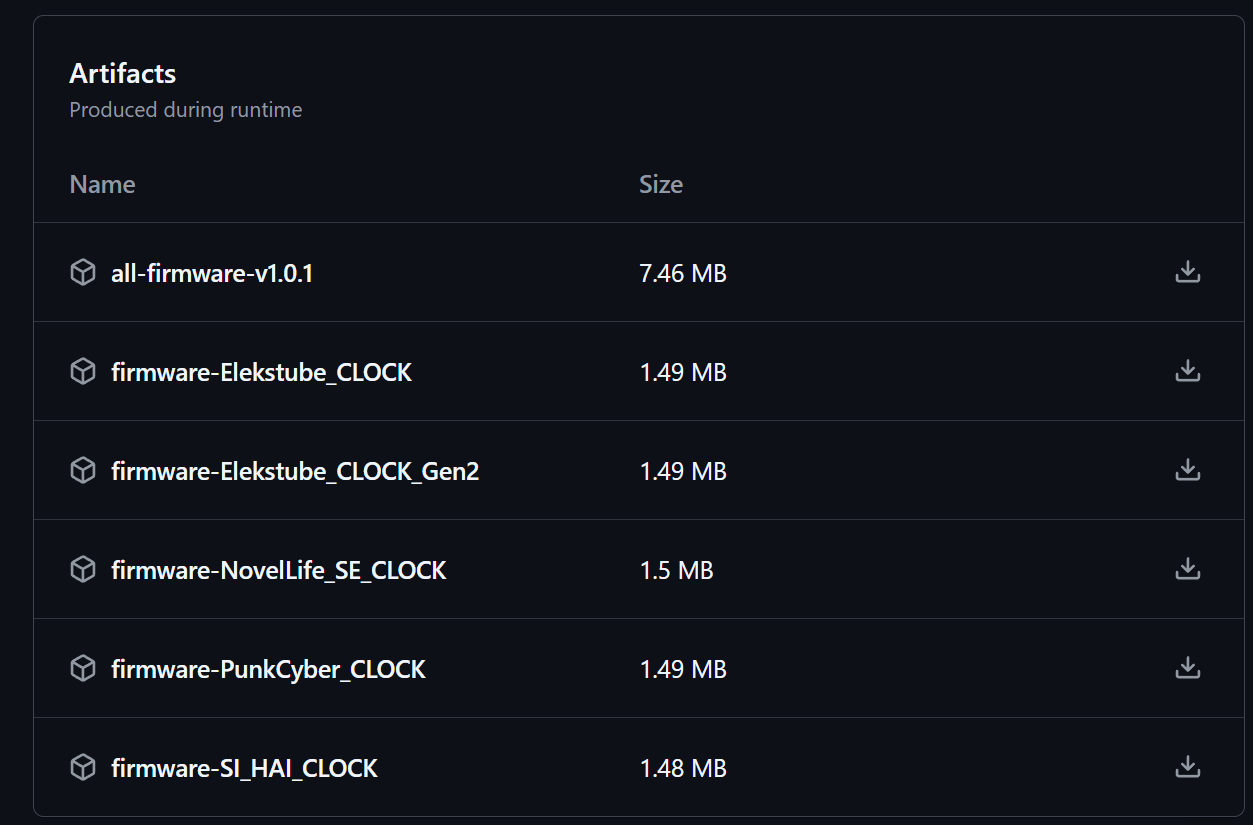 Artifacts
Produced during runtime
Name Size
all-firmware-v1.0.1 7.46 MB
firmware-Elekstube_CLOCK 1.49 MB
firmware-Elekstube_CLOCK_Gen2 1.49 MB
firmware-NovelLife_SE_CLOCK 1.5 MB
firmware-PunkCyber_CLOCK 1.49 MB
firmware-SI_HAI_CLOCK 1.48 MB